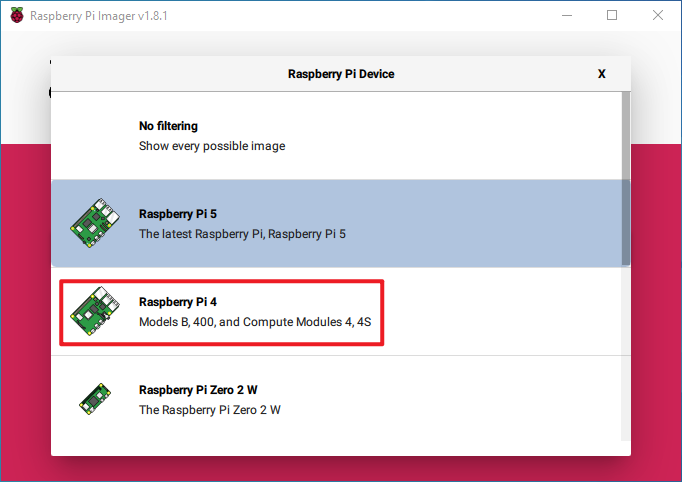 Raspberry Pi Imager v1.8.1
Raspberry Pi Device X
No filtering
Show every possible image
Raspberry Pi 5
The latest Raspberry Pi, Raspberry Pi 5
Raspberry Pi 4
Models B, 400, and Compute Modules 4, 4S
Raspberry Pi Zero 2 W
The Raspberry Pi Zero 2 W